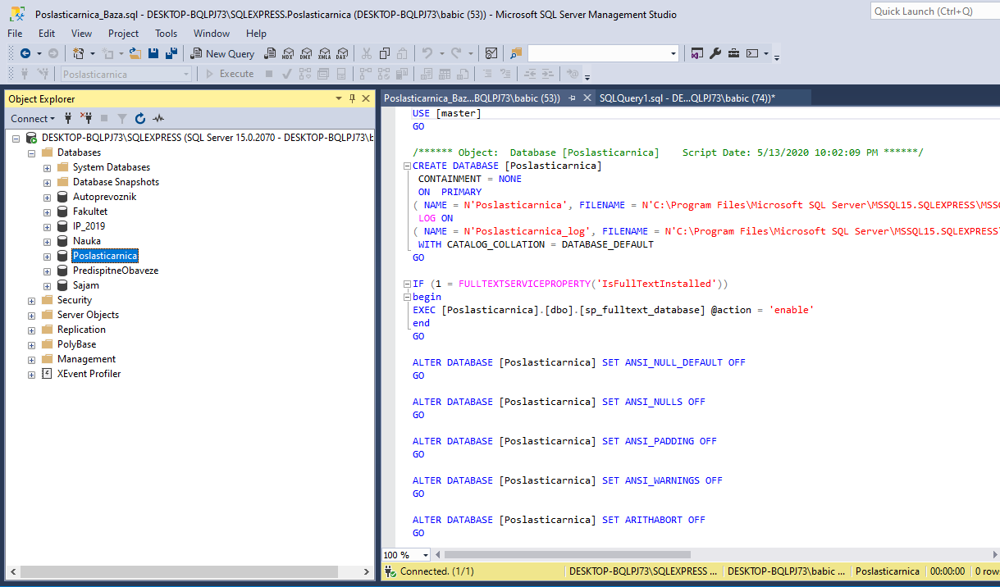 Poslasticarnica_Baza.sql - DESKTOP-BQLPJ73\SQLEXPRESS.Poslasticarnica (DESKTOP-BQLPJ73\babic (53)) - Microsoft SQL Server Management Studio
Quick Launch (Ctrl+Q)
File Edit View Project Tools Window Help
New Query
MDX DMX XMLA DAX
Poslasticarnica
Execute
Object Explorer
Connect
DESKTOP-BQLPJ73\SQLEXPRESS (SQL Server 15.0.2070 - DESKTOP-BQLPJ73\b
Databases
System Databases
Database Snapshots
Autoprevoznik
Fakultet
IP_2019
Nauka
Poslasticarnica
PredispitneObaveze
Sajam
Security
Server Objects
Replication
PolyBase
Management
XEvent Profiler
Poslasticarnica_Baz...BQLPJ73\babic (53))
SQLQuery1.sql - DE...QLPJ73\babic (74))*
USE [master]
GO
/****** Object:  Database [Poslasticarnica]    Script Date: 5/13/2020 10:02:09 PM ******/
CREATE DATABASE [Poslasticarnica]
CONTAINMENT = NONE
ON  PRIMARY
( NAME = N'Poslasticarnica', FILENAME = N'C:\Program Files\Microsoft SQL Server\MSSQL15.SQLEXPRESS\MSSC
LOG ON
( NAME = N'Poslasticarnica_log', FILENAME = N'C:\Program Files\Microsoft SQL Server\MSSQL15.SQLEXPRESS\
WITH CATALOG_COLLATION = DATABASE_DEFAULT
GO
IF (1 = FULLTEXTSERVICEPROPERTY('IsFullTextInstalled'))
begin
EXEC [Poslasticarnica].[dbo].[sp_fulltext_database] @action = 'enable'
end
GO
ALTER DATABASE [Poslasticarnica] SET ANSI_NULL_DEFAULT OFF
GO
ALTER DATABASE [Poslasticarnica] SET ANSI_NULLS OFF
GO
ALTER DATABASE [Poslasticarnica] SET ANSI_PADDING OFF
GO
ALTER DATABASE [Poslasticarnica] SET ANSI_WARNINGS OFF
GO
ALTER DATABASE [Poslasticarnica] SET ARITHABORT OFF
GO
100 %
Connected. (1/1)
DESKTOP-BQLPJ73\SQLEXPRESS ...
DESKTOP-BQLPJ73\babic ...
Poslasticarnica
00:00:00
0 row